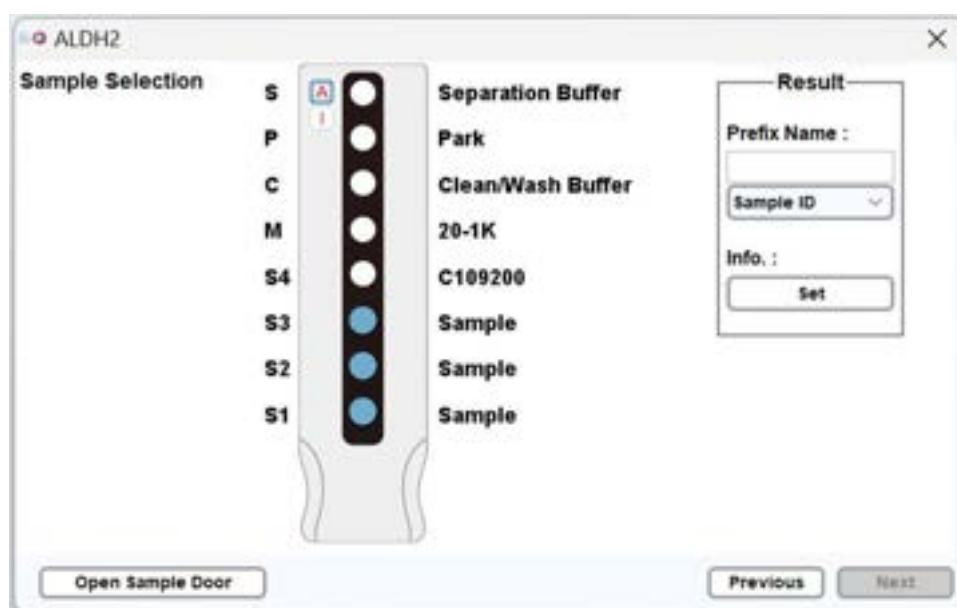 ALDH2
Sample Selection
S A Separation Buffer
I
P Park
C Clean/Wash Buffer
M 20-1K
S4 C109200
S3 Sample
S2 Sample
S1 Sample
Result
Prefix Name :
Sample ID
Info. :
Set
Open Sample Door
Previous
Next